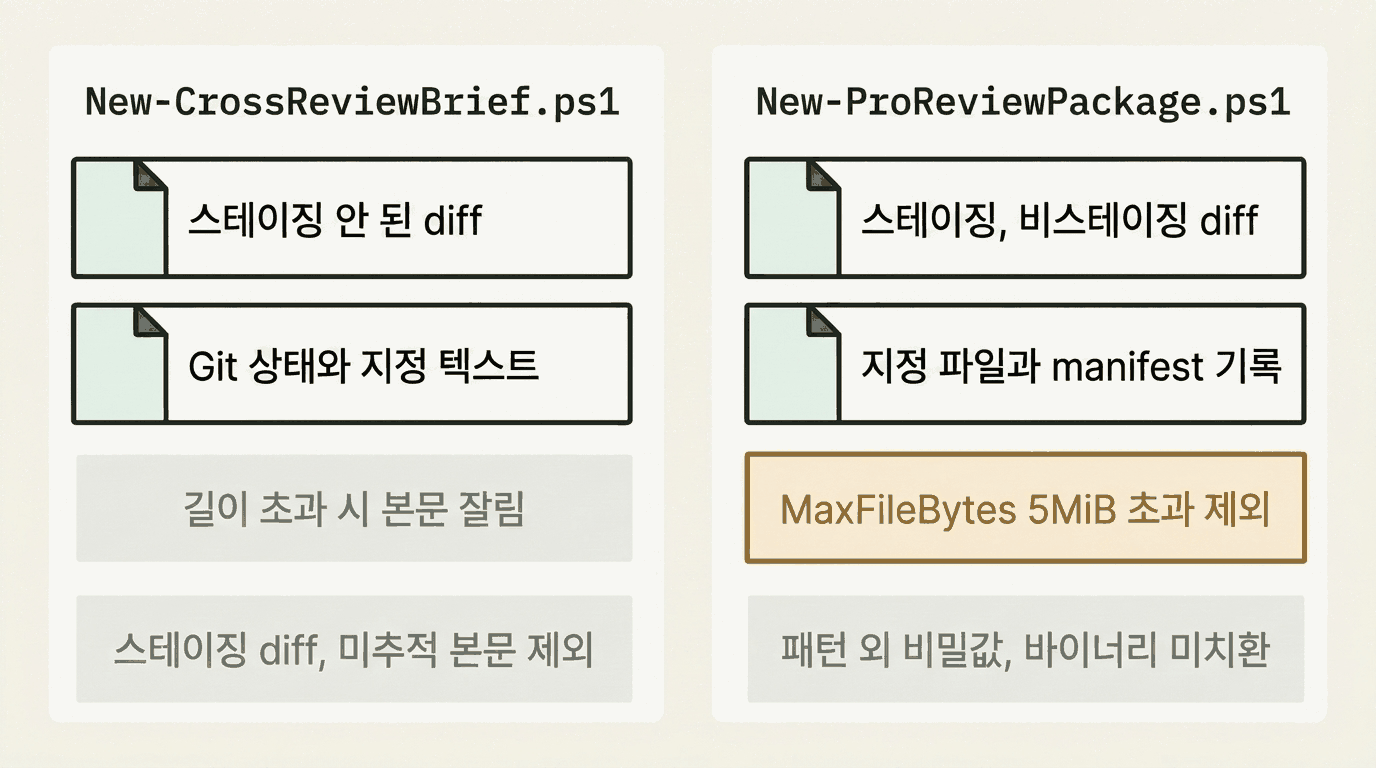 New-CrossReviewBrief.ps1
스테이징 안 된 diff
Git 상태와 지정 텍스트
길이 초과 시 본문 잘림
스테이징 diff, 미추적 본문 제외
New-ProReviewPackage.ps1
스테이징, 비스테이징 diff
지정 파일과 manifest 기록
MaxFileBytes 5MiB 초과 제외
패턴 외 비밀값, 바이너리 미치환